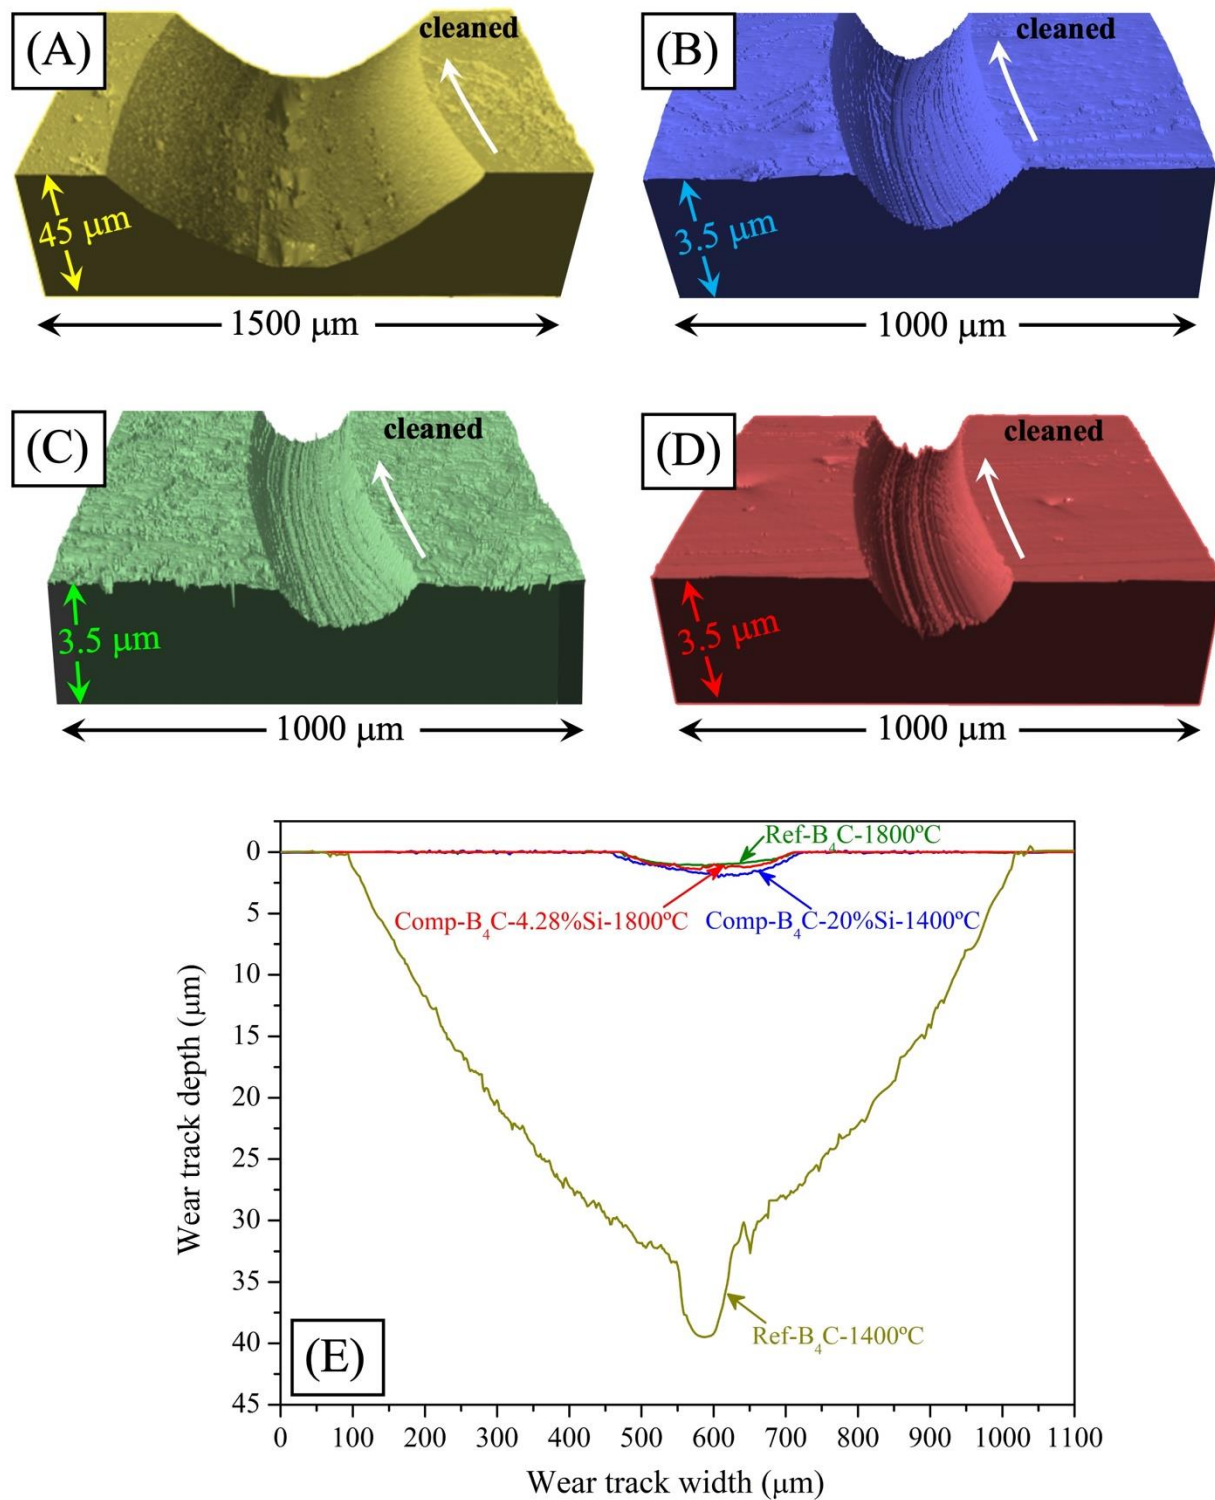 (A)
cleaned
45 μm
1500 μm
(B)
cleaned
3.5 μm
1000 μm
(C)
cleaned
3.5 μm
1000 μm
(D)
cleaned
3.5 μm
1000 μm
0
5
10
15
20
25
30
35
40
45
Wear track depth (μm)
Ref-B₄C-1800ºC
Comp-B₄C-4.28%Si-1800ºC
Comp-B₄C-20%Si-1400ºC
Ref-B₄C-1400ºC
(E)
0 100 200 300 400 500 600 700 800 900 1000 1100
Wear track width (μm)